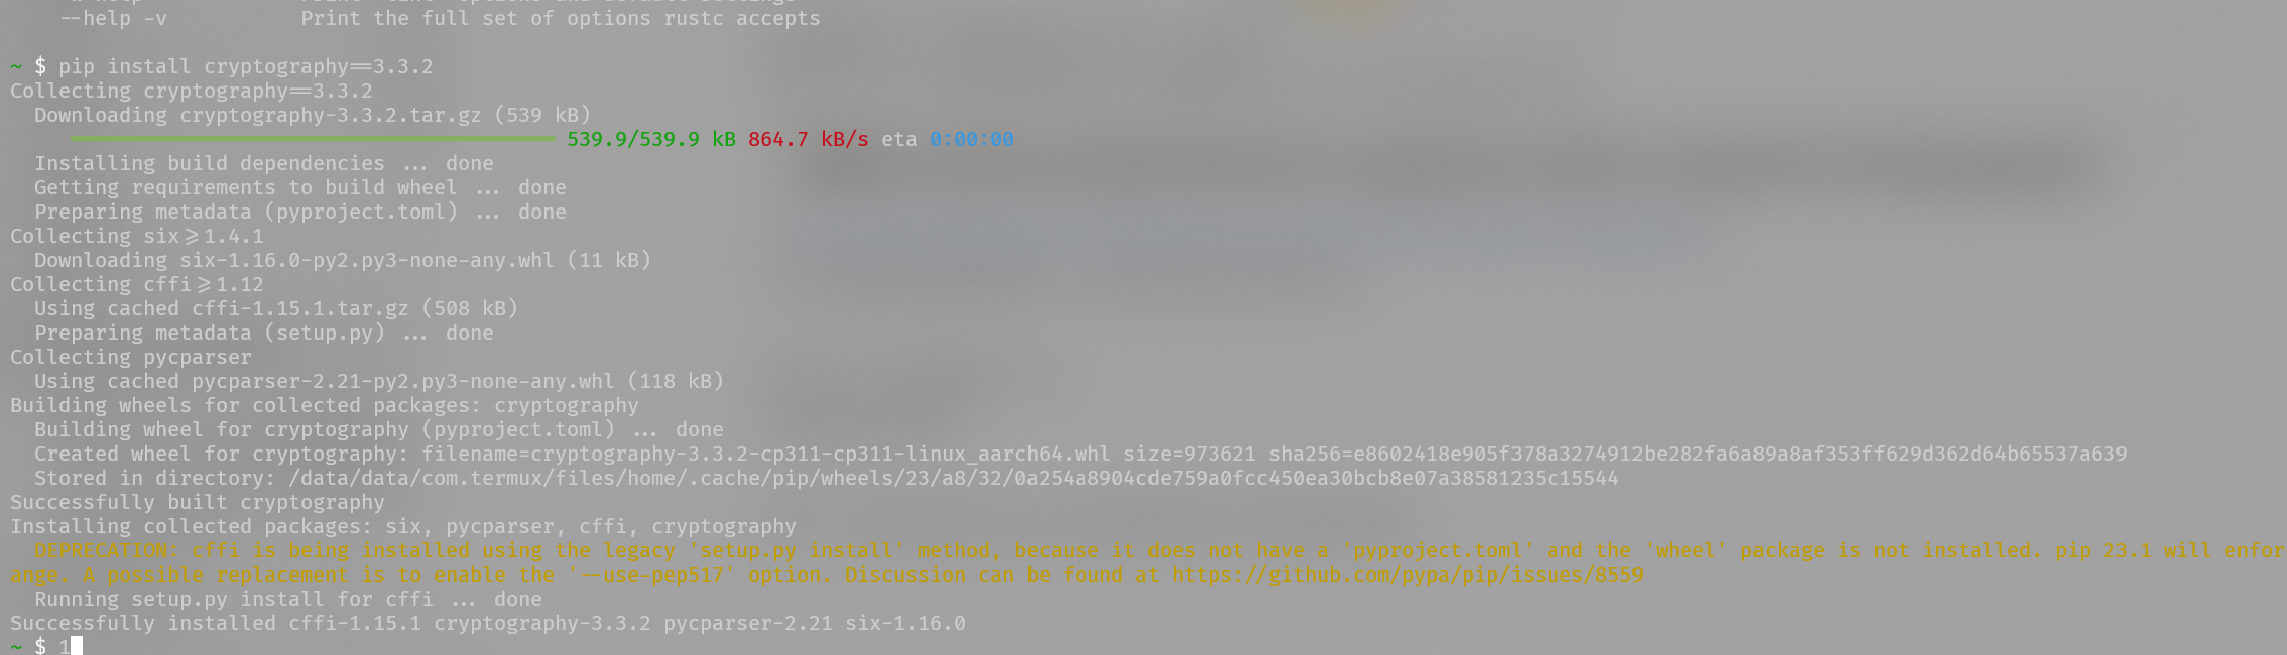 --help -v           Print the full set of options rustc accepts
~ $ pip install cryptography==3.3.2
Collecting cryptography==3.3.2
  Downloading cryptography-3.3.2.tar.gz (539 kB)
539.9/539.9 kB 864.7 kB/s eta 0:00:00
  Installing build dependencies ... done
  Getting requirements to build wheel ... done
  Preparing metadata (pyproject.toml) ... done
Collecting six>=1.4.1
  Downloading six-1.16.0-py2.py3-none-any.whl (11 kB)
Collecting cffi>=1.12
  Using cached cffi-1.15.1.tar.gz (508 kB)
  Preparing metadata (setup.py) ... done
Collecting pycparser
  Using cached pycparser-2.21-py2.py3-none-any.whl (118 kB)
Building wheels for collected packages: cryptography
  Building wheel for cryptography (pyproject.toml) ... done
  Created wheel for cryptography: filename=cryptography-3.3.2-cp311-cp311-linux_aarch64.whl size=973621 sha256=e8602418e905f378a3274912be282fa6a89a8af353ff629d362d64b65537a639
  Stored in directory: /data/data/com.termux/files/home/.cache/pip/wheels/23/a8/32/0a254a8904cde759a0fcc450ea30bcb8e07a38581235c15544
Successfully built cryptography
Installing collected packages: six, pycparser, cffi, cryptography
  DEPRECATION: cffi is being installed using the legacy 'setup.py install' method, because it does not have a 'pyproject.toml' and the 'wheel' package is not installed. pip 23.1 will enfor
ange. A possible replacement is to enable the '--use-pep517' option. Discussion can be found at https://github.com/pypa/pip/issues/8559
  Running setup.py install for cffi ... done
Successfully installed cffi-1.15.1 cryptography-3.3.2 pycparser-2.21 six-1.16.0
~ $ 1